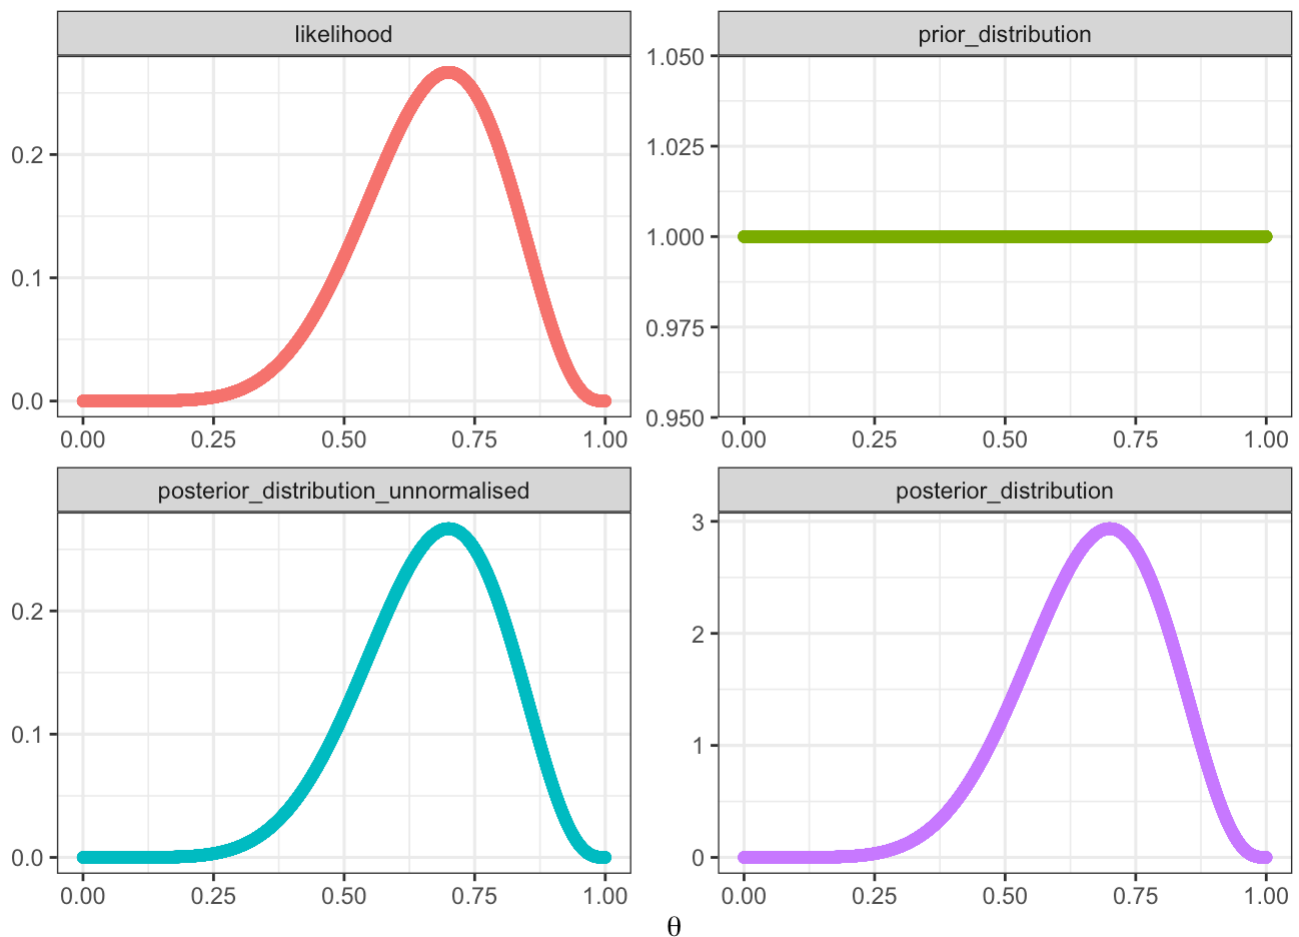 likelihood
0.2
0.1
0.0
0.00 0.25 0.50 0.75 1.00
prior_distribution
1.050
1.025
1.000
0.975
0.950
0.00 0.25 0.50 0.75 1.00
posterior_distribution_unnormalised
0.2
0.1
0.0
0.00 0.25 0.50 0.75 1.00
posterior_distribution
3
2
1
0
0.00 0.25 0.50 0.75 1.00
θ